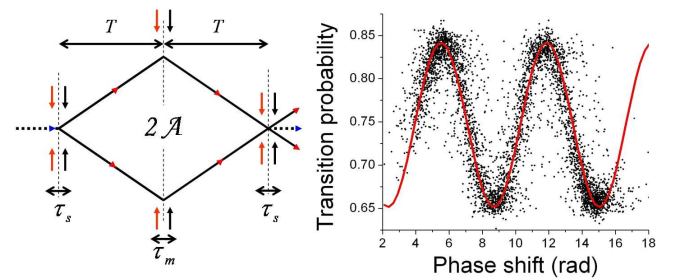 T T
2A
τs τs
τm
Transition probability
0.85
0.80
0.75
0.70
0.65
2 4 6 8 10 12 14 16 18
Phase shift (rad)